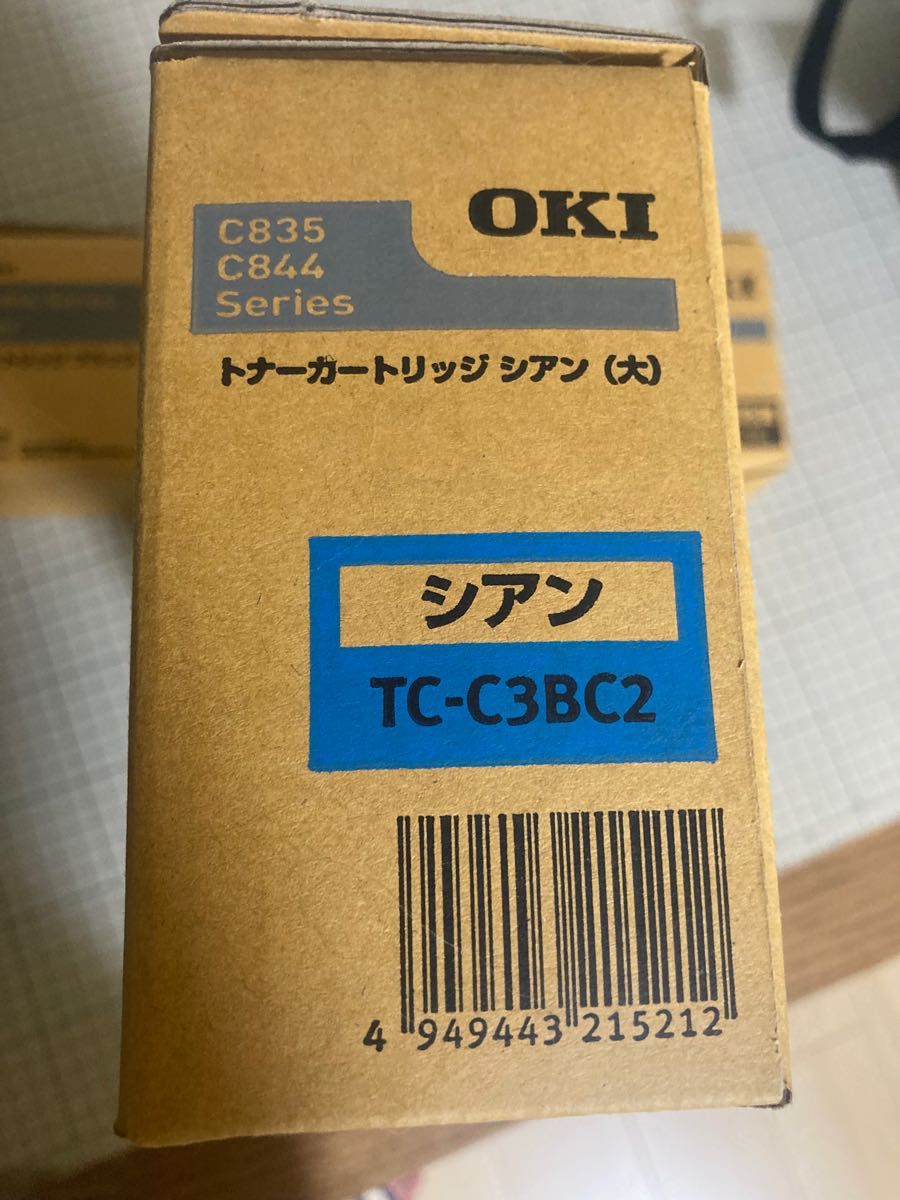 OKI
C835
C844
Series
トナーカートリッジ シアン（大）
シアン
TC-C3BC2
4 949443 215212